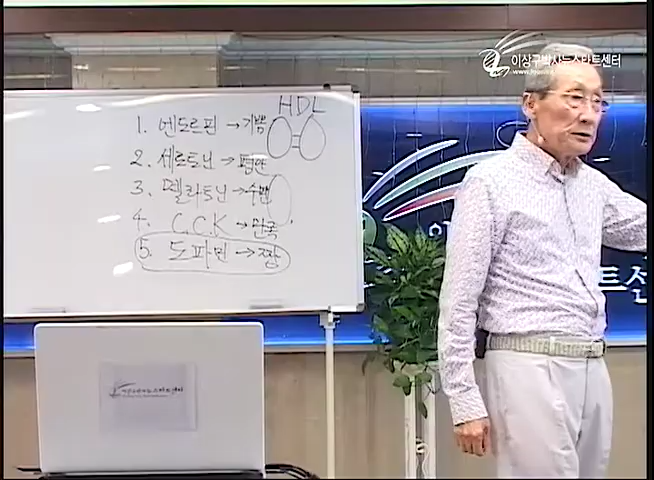 이상구박사뉴스타트센터
HDL
1. 엔도르핀 → 기쁨
2. 세로토닌 → 평안
3. 멜라토닌 → 수면
4. C.C.K → 만족
5. 도파민 → 짱